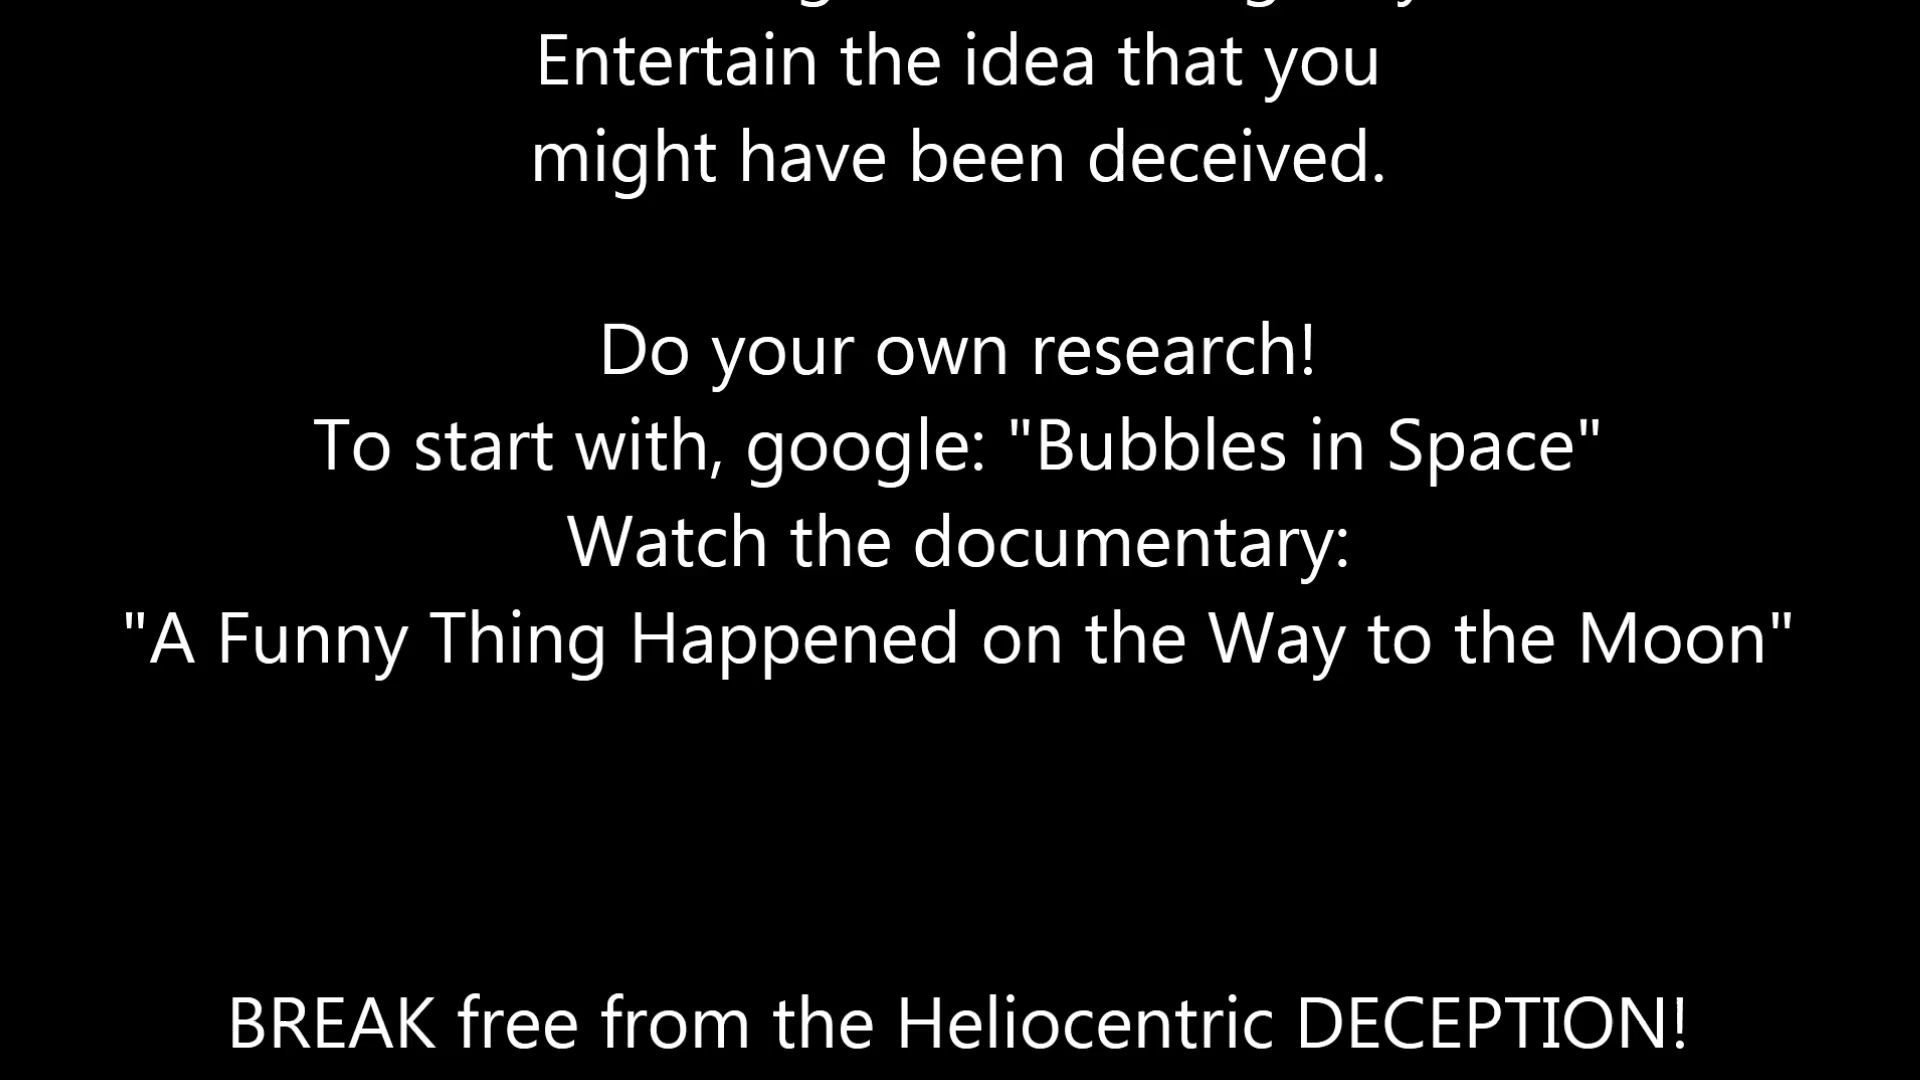 Entertain the idea that you
might have been deceived.
Do your own research!
To start with, google: "Bubbles in Space"
Watch the documentary:
"A Funny Thing Happened on the Way to the Moon"
BREAK free from the Heliocentric DECEPTION!